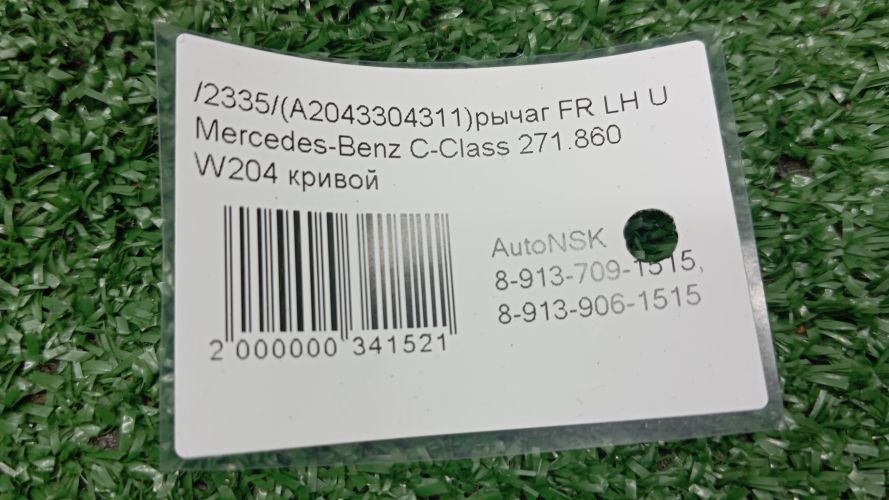 /2335/(A2043304311)рычаг FR LH U
Mercedes-Benz C-Class 271.860
W204 кривой
AutoNSK
8-913-709-1515,
8-913-906-1515
2 000000 341521